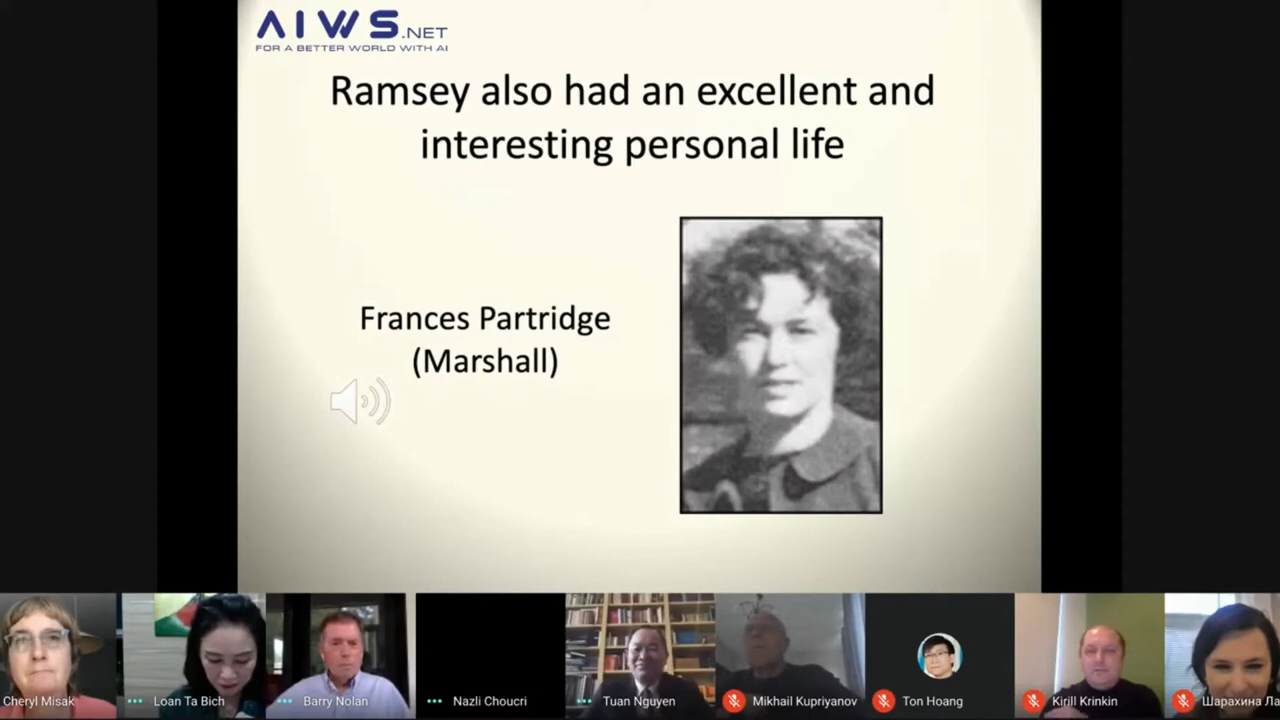 AIWS.NET
FOR A BETTER WORLD WITH AI
Ramsey also had an excellent and
interesting personal life
Frances Partridge
(Marshall)
Cheryl Misak
Loan Ta Bich
Barry Nolan
Nazli Choucri
Tuan Nguyen
Mikhail Kupriyanov
Ton Hoang
Kirill Krinkin
Шарахина Ла